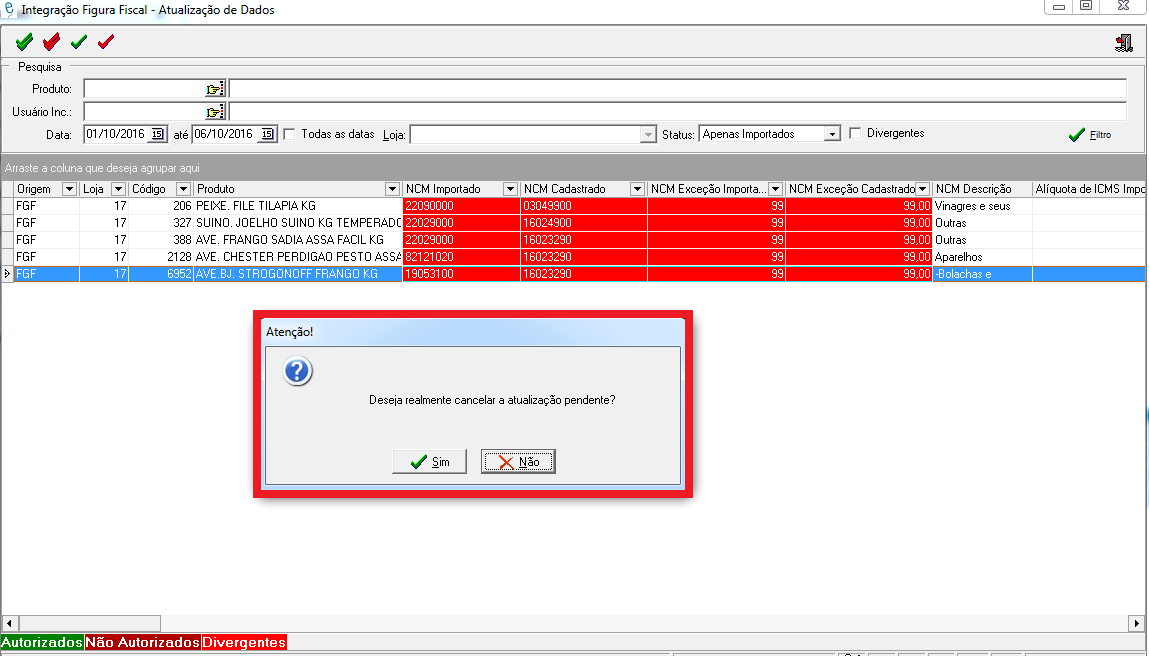 Integração Figura Fiscal - Atualização de Dados
Pesquisa
Produto:
Usuário Inc.:
Data: 01/10/2016 15 até 06/10/2016 15 Todas as datas Loja: Status: Apenas Importados Divergentes Filtro
Arraste a coluna que deseja agrupar aqui
Origem Loja Código Produto NCM Importado NCM Cadastrado NCM Exceção Importa... NCM Exceção Cadastrado NCM Descrição Alíquota de ICMS Impo
FGF 17 206 PEIXE. FILE TILAPIA KG 22090000 03049900 99 99,00 Vinagres e seus
FGF 17 327 SUINO. JOELHO SUINO KG TEMPERADO 22029000 16024900 99 99,00 Outras
FGF 17 388 AVE. FRANGO SADIA ASSA FACIL KG 22029000 16023290 99 99,00 Outras
FGF 17 2128 AVE. CHESTER PERDIGAO PESTO ASSA 82121020 16023290 99 99,00 Aparelhos
FGF 17 6952 AVE.BJ. STROGONOFF FRANGO KG 19053100 16023290 99 99,00 -Bolachas e
Atenção!
Deseja realmente cancelar a atualização pendente?
Sim Não
Autorizados Não Autorizados Divergentes